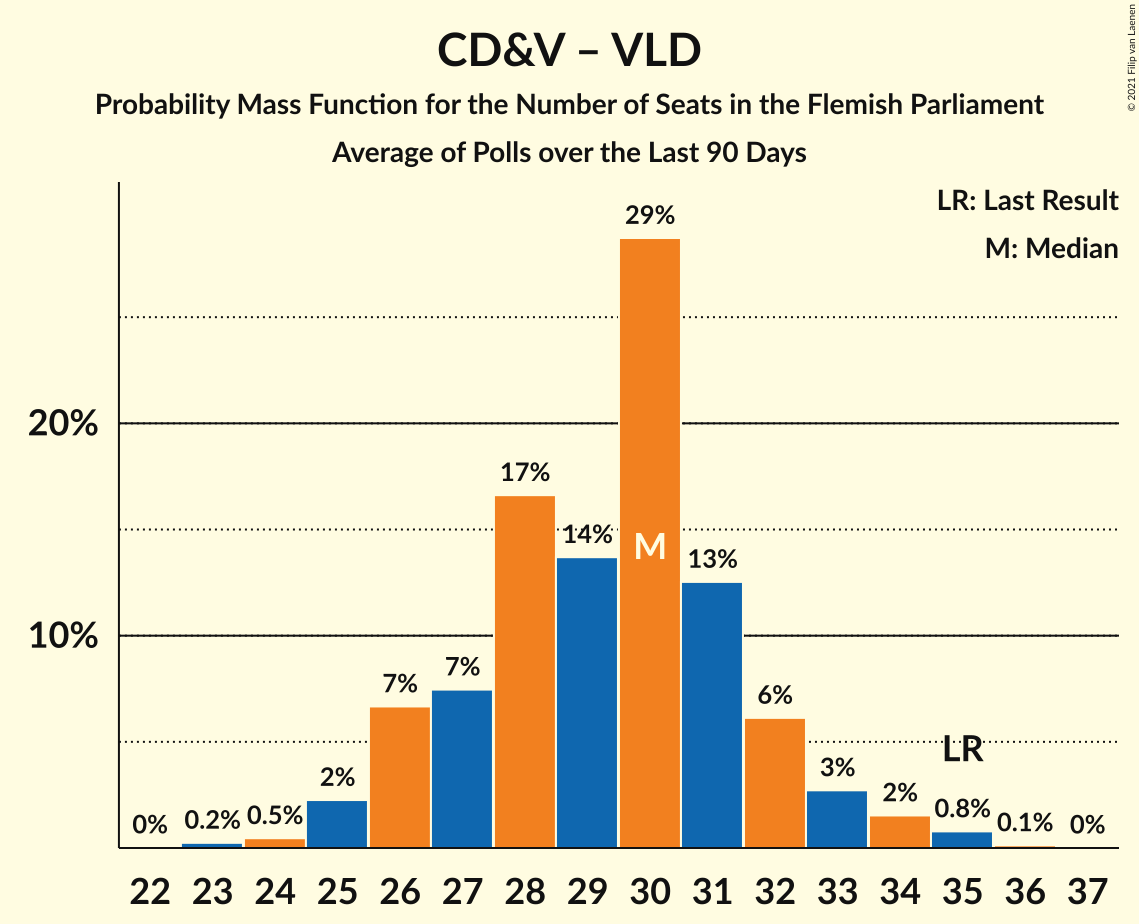 CD&V – VLD
Probability Mass Function for the Number of Seats in the Flemish Parliament
Average of Polls over the Last 90 Days
© 2021 Filip van Laenen
LR: Last Result
M: Median
20%
10%
0%
0.2%
0.5%
2%
7%
7%
17%
14%
29%
M
13%
6%
3%
2%
LR
0.8%
0.1%
0%
22 23 24 25 26 27 28 29 30 31 32 33 34 35 36 37